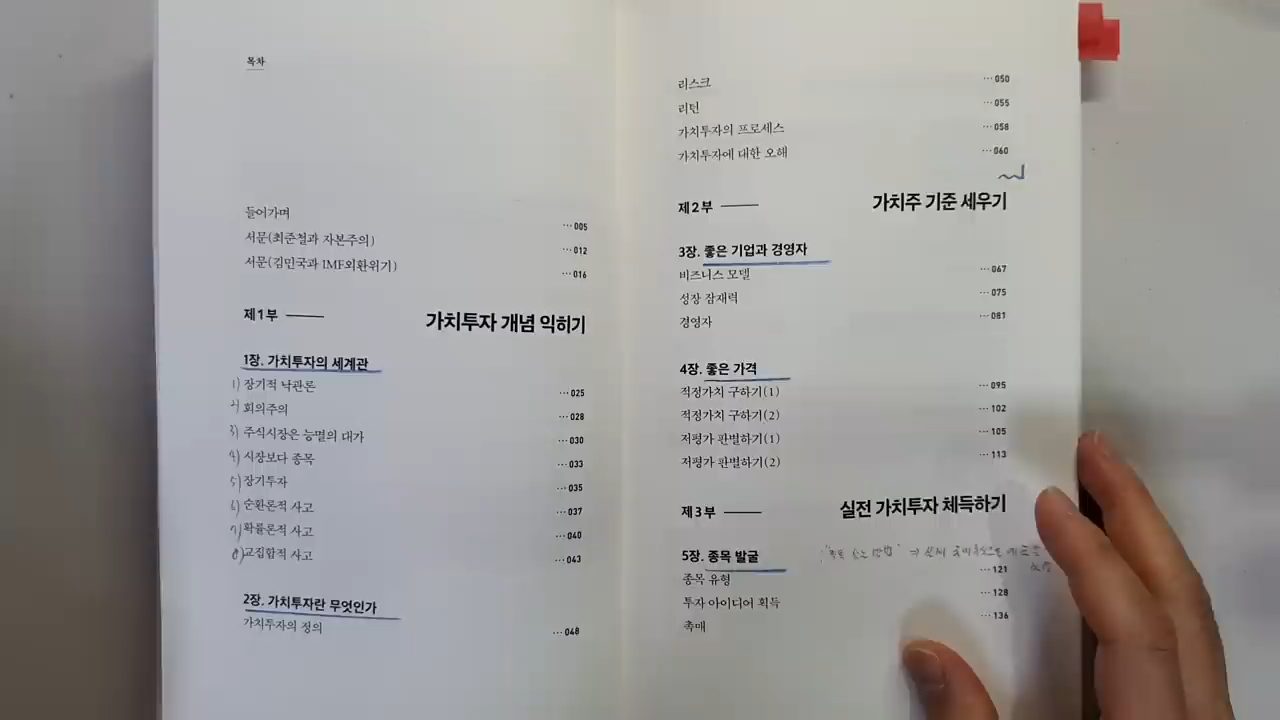 목차
들어가며 ···005
서문(최준철과 자본주의) ···012
서문(김민국과 IMF외환위기) ···016
제1부 가치투자 개념 익히기
1장. 가치투자의 세계관
1) 장기적 낙관론 ···025
2) 회의주의 ···028
3) 주식시장은 능멸의 대가 ···030
4) 시장보다 종목 ···033
5) 장기투자 ···035
6) 순환론적 사고 ···037
7) 확률론적 사고 ···040
8) 교집합적 사고 ···043
2장. 가치투자란 무엇인가
가치투자의 정의 ···048
리스크 ···050
리턴 ···055
가치투자의 프로세스 ···058
가치투자에 대한 오해 ···060
제2부 가치주 기준 세우기
3장. 좋은 기업과 경영자
비즈니스 모델 ···067
성장 잠재력 ···075
경영자 ···081
4장. 좋은 가격
적정가치 구하기(1) ···095
적정가치 구하기(2) ···102
저평가 판별하기(1) ···105
저평가 판별하기(2) ···113
제3부 실전 가치투자 체득하기
5장. 종목 발굴
종목 유형 ···121
투자 아이디어 획득 ···128
촉매 ···136